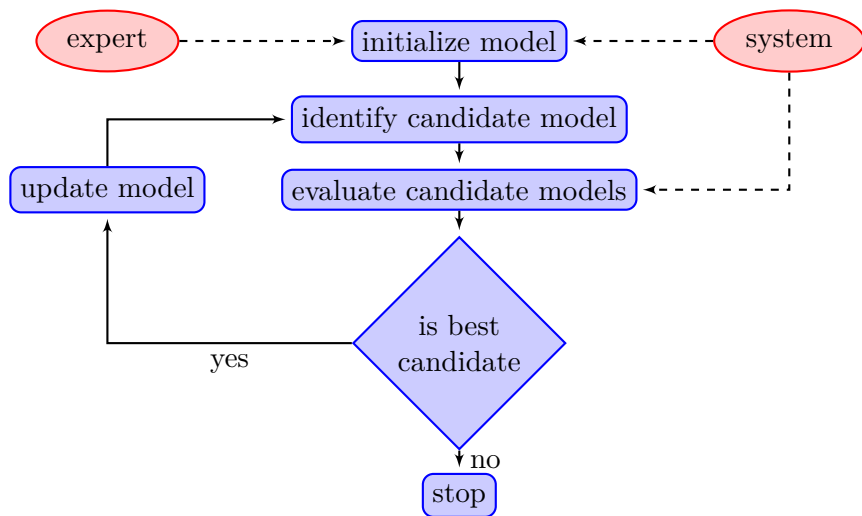 expert
initialize model
system
identify candidate model
update model
evaluate candidate models
is best
candidate
yes
no
stop